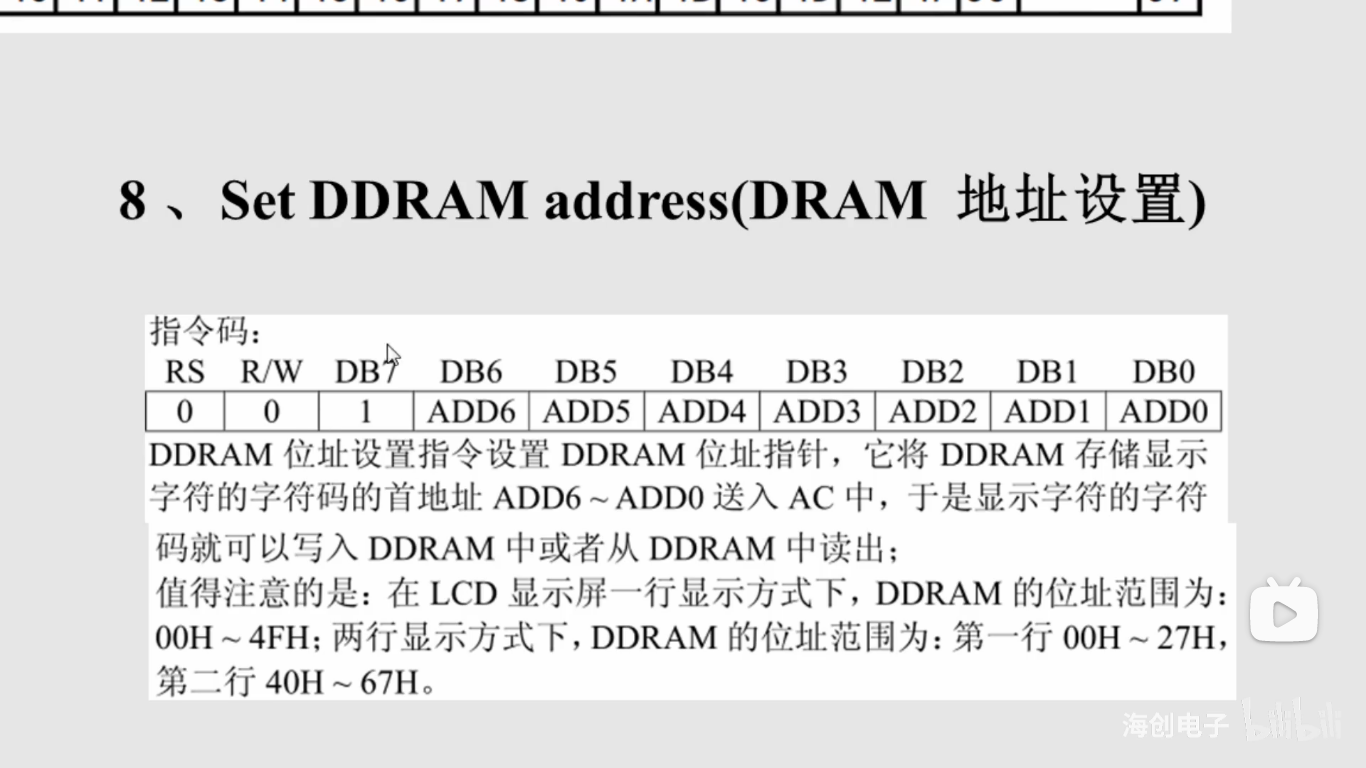 8 、Set DDRAM address(DRAM 地址设置)
指令码：
RS R/W DB7 DB6 DB5 DB4 DB3 DB2 DB1 DB0
0 0 1 ADD6 ADD5 ADD4 ADD3 ADD2 ADD1 ADD0
DDRAM 位址设置指令设置 DDRAM 位址指针，它将 DDRAM 存储显示
字符的字符码的首地址 ADD6 ~ ADD0 送入 AC 中，于是显示字符的字符
码就可以写入 DDRAM 中或者从 DDRAM 中读出；
值得注意的是：在 LCD 显示屏一行显示方式下，DDRAM 的位址范围为：
00H ~ 4FH；两行显示方式下，DDRAM 的位址范围为：第一行 00H ~ 27H，
第二行 40H ~ 67H。
海创电子 bilibili